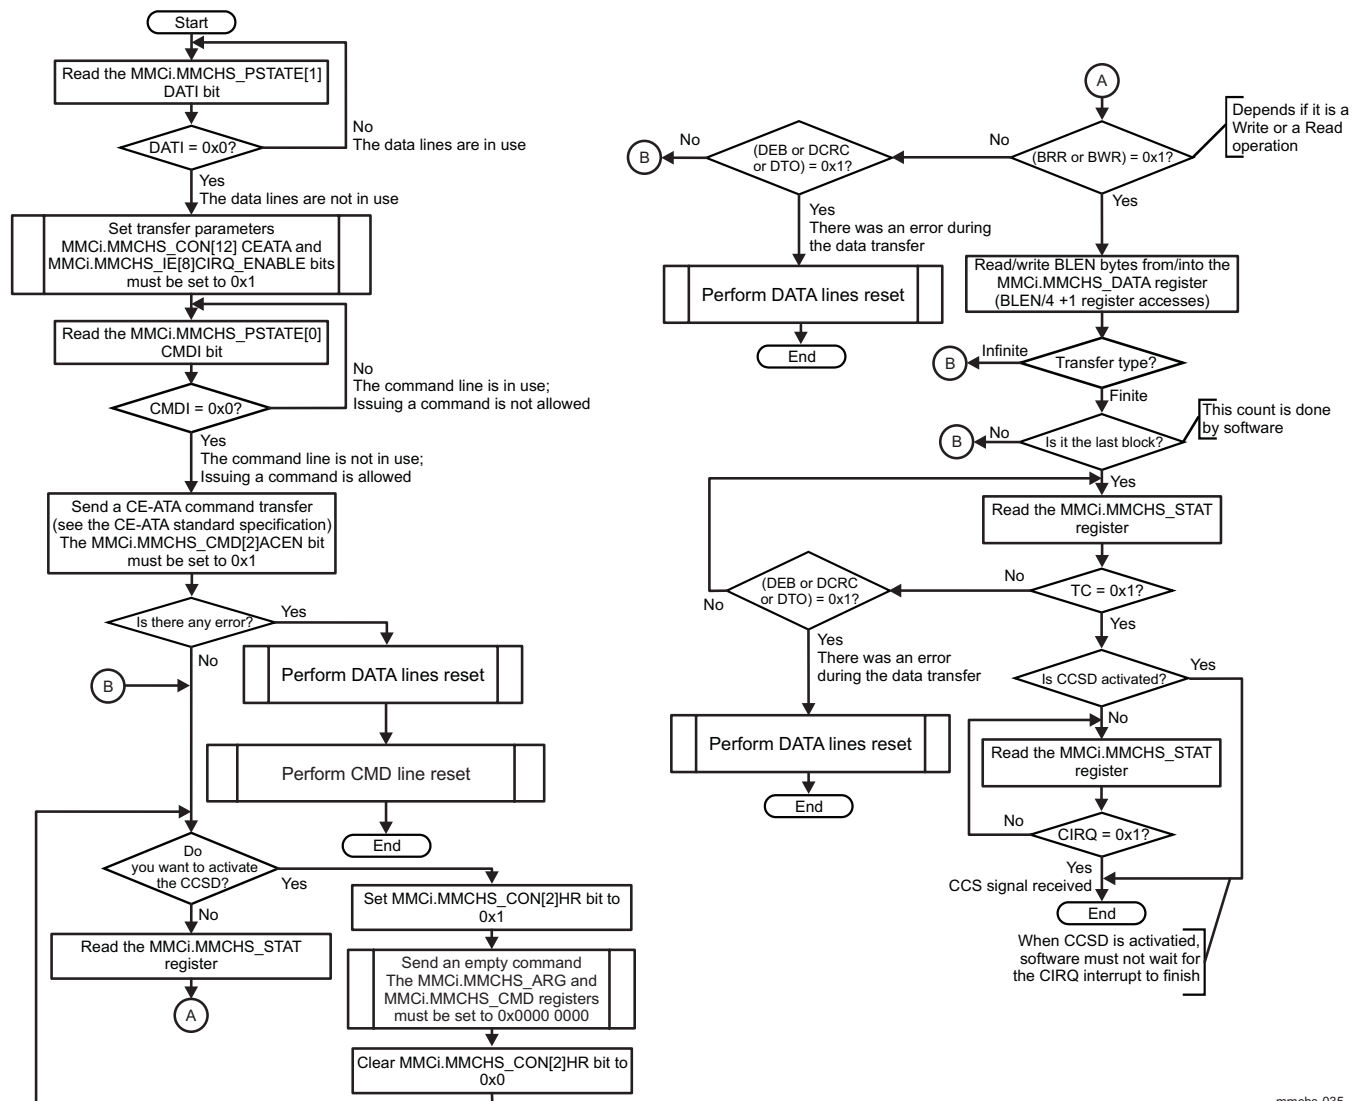 Start
Read the MMCi.MMCHS_PSTATE[1]
DATI bit
DATI = 0x0?
No
The data lines are in use
Yes
The data lines are not in use
Set transfer parameters
MMCi.MMCHS_CON[12] CEATA and
MMCi.MMCHS_IE[8]CIRQ_ENABLE bits
must be set to 0x1
Read the MMCi.MMCHS_PSTATE[0]
CMDI bit
No
The command line is in use;
Issuing a command is not allowed
CMDI = 0x0?
Yes
The command line is not in use;
Issuing a command is allowed
Send a CE-ATA command transfer
(see the CE-ATA standard specification)
The MMCi.MMCHS_CMD[2]ACEN bit
must be set to 0x1
Is there any error?
Yes
No
B
Perform DATA lines reset
Perform CMD line reset
End
Do
you want to activate
the CCSD?
Yes
No
Read the MMCi.MMCHS_STAT
register
A
Set MMCi.MMCHS_CON[2]HR bit to
0x1
Send an empty command
The MMCi.MMCHS_ARG and
MMCi.MMCHS_CMD registers
must be set to 0x0000 0000
Clear MMCi.MMCHS_CON[2]HR bit to
0x0
A
Depends if it is a
Write or a Read
operation
(BRR or BWR) = 0x1?
No
Yes
(DEB or DCRC
or DTO) = 0x1?
No
B
Yes
There was an error during
the data transfer
Perform DATA lines reset
End
Read/write BLEN bytes from/into the
MMCi.MMCHS_DATA register
(BLEN/4 +1 register accesses)
Transfer type?
Infinite
B
Finite
This count is done
by software
Is it the last block?
No
B
Yes
Read the MMCi.MMCHS_STAT
register
TC = 0x1?
No
Yes
(DEB or DCRC
or DTO) = 0x1?
No
Yes
There was an error
during the data transfer
Perform DATA lines reset
End
Is CCSD activated?
Yes
No
Read the MMCi.MMCHS_STAT
register
CIRQ = 0x1?
No
Yes
CCS signal received
End
When CCSD is activatied,
software must not wait for
the CIRQ interrupt to finish
mmchs-035